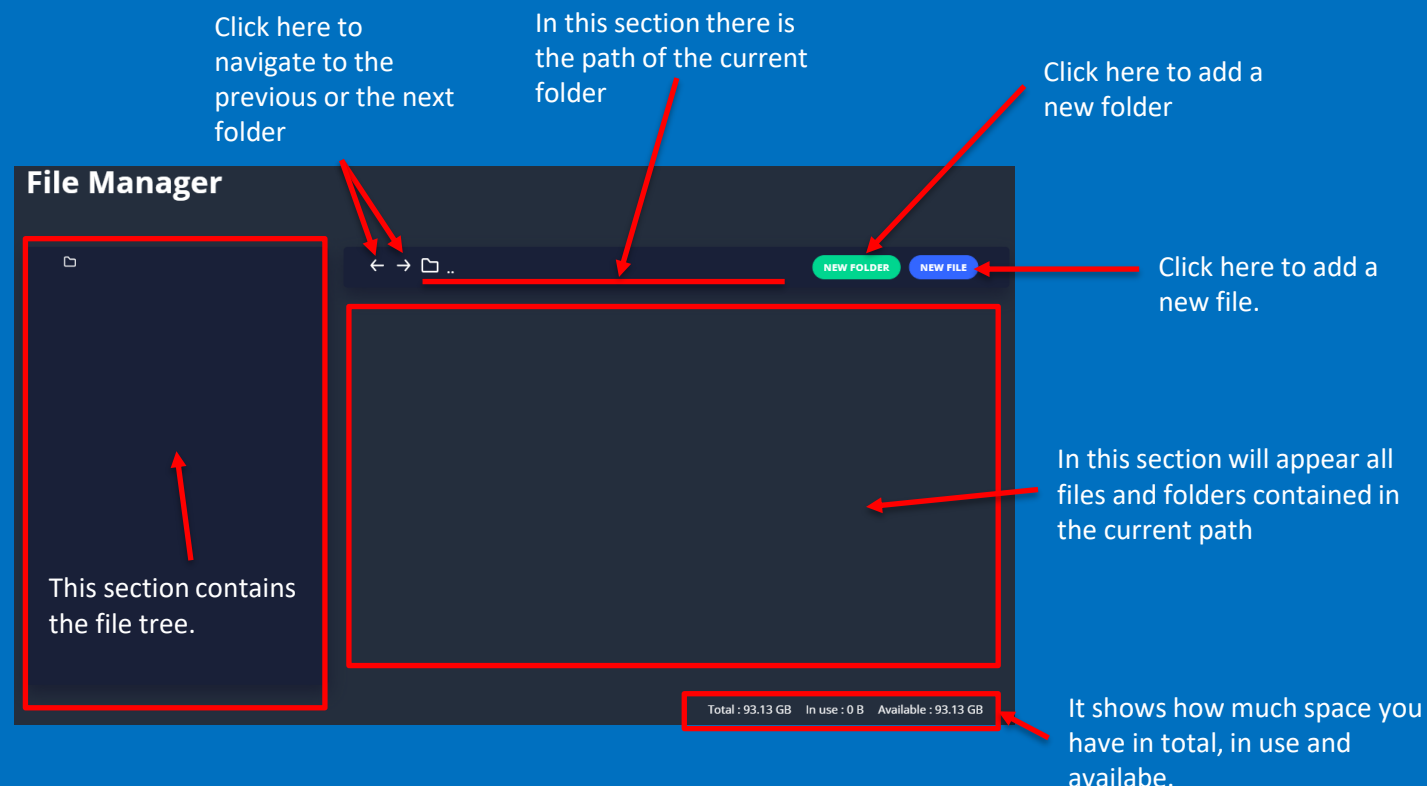 Click here to
navigate to the
previous or the next
folder
In this section there is
the path of the current
folder
Click here to add a
new folder
File Manager
..
NEW FOLDER
NEW FILE
Click here to add a
new file.
In this section will appear all
files and folders contained in
the current path
This section contains
the file tree.
Total : 93.13 GB In use : 0 B Available : 93.13 GB
It shows how much space you
have in total, in use and
availabe.